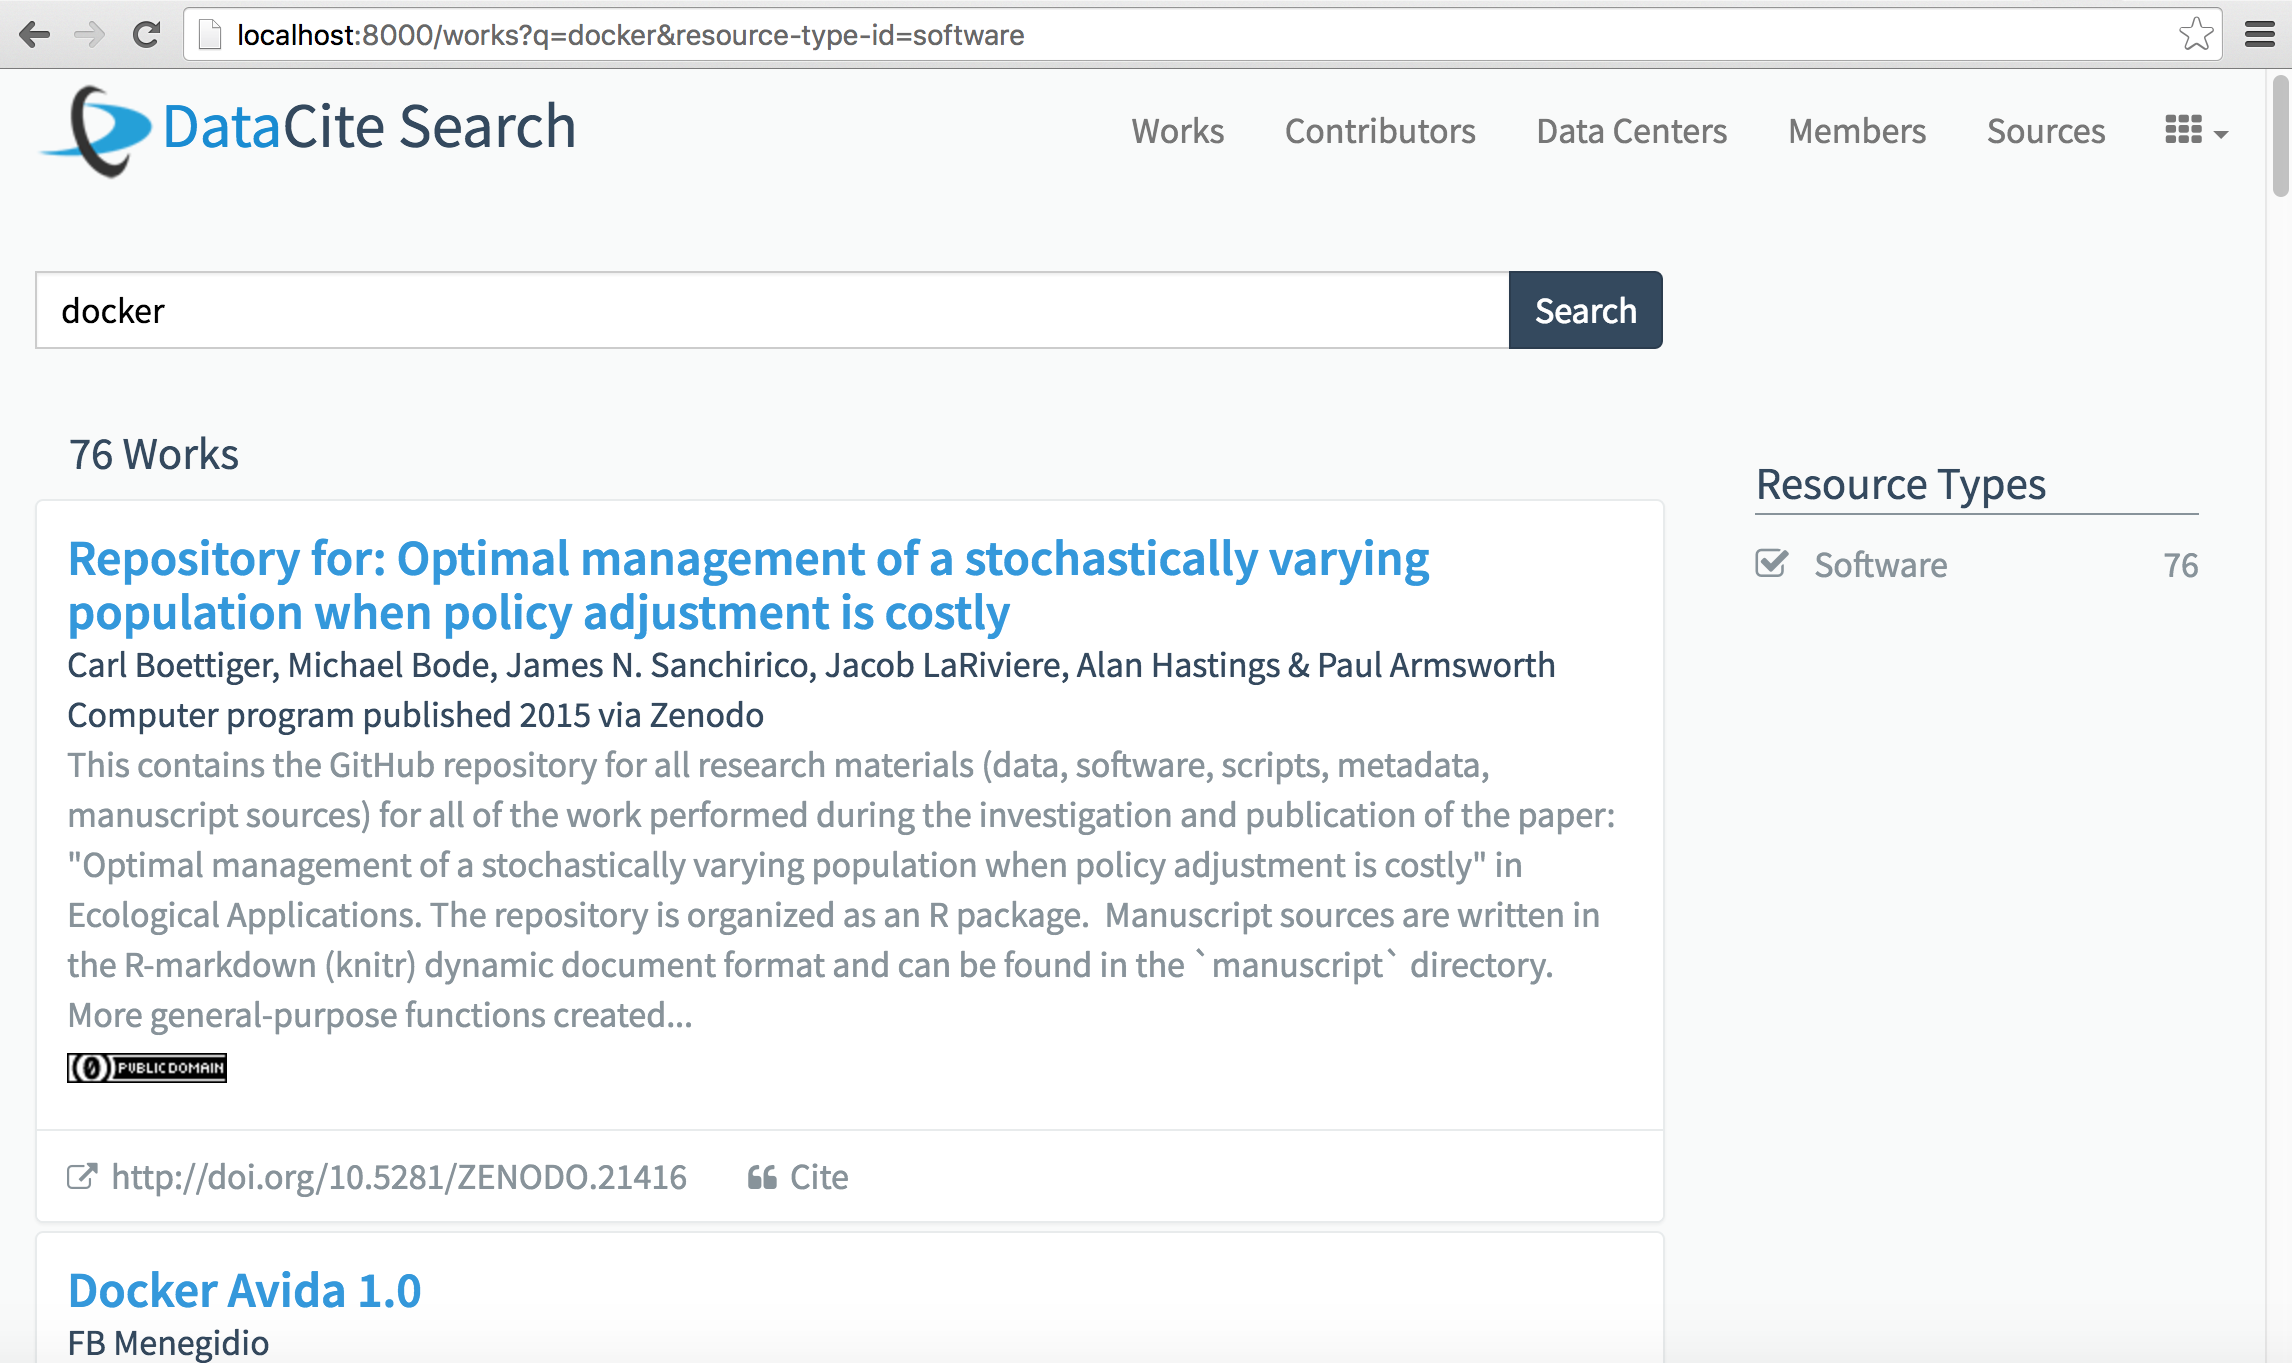 localhost:8000/works?q=docker&resource-type-id=software
DataCite Search
Works Contributors Data Centers Members Sources
docker
Search
76 Works
Repository for: Optimal management of a stochastically varying
population when policy adjustment is costly
Carl Boettiger, Michael Bode, James N. Sanchirico, Jacob LaRiviere, Alan Hastings & Paul Armsworth
Computer program published 2015 via Zenodo
This contains the GitHub repository for all research materials (data, software, scripts, metadata,
manuscript sources) for all of the work performed during the investigation and publication of the paper:
"Optimal management of a stochastically varying population when policy adjustment is costly" in
Ecological Applications. The repository is organized as an R package.  Manuscript sources are written in
the R-markdown (knitr) dynamic document format and can be found in the `manuscript` directory.
More general-purpose functions created...
(0) PUBLIC DOMAIN
http://doi.org/10.5281/ZENODO.21416 Cite
Docker Avida 1.0
FB Menegidio
Resource Types
Software 76